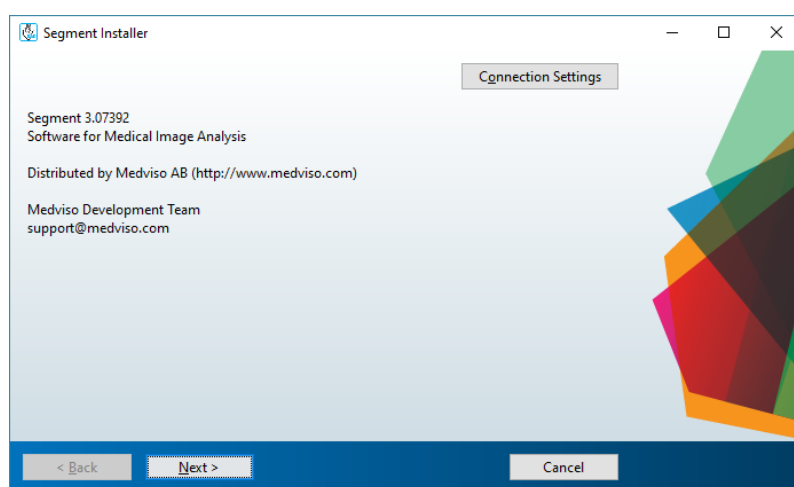 Segment Installer
Connection Settings
Segment 3.07392
Software for Medical Image Analysis
Distributed by Medviso AB (http://www.medviso.com)
Medviso Development Team
support@medviso.com
< Back
Next >
Cancel